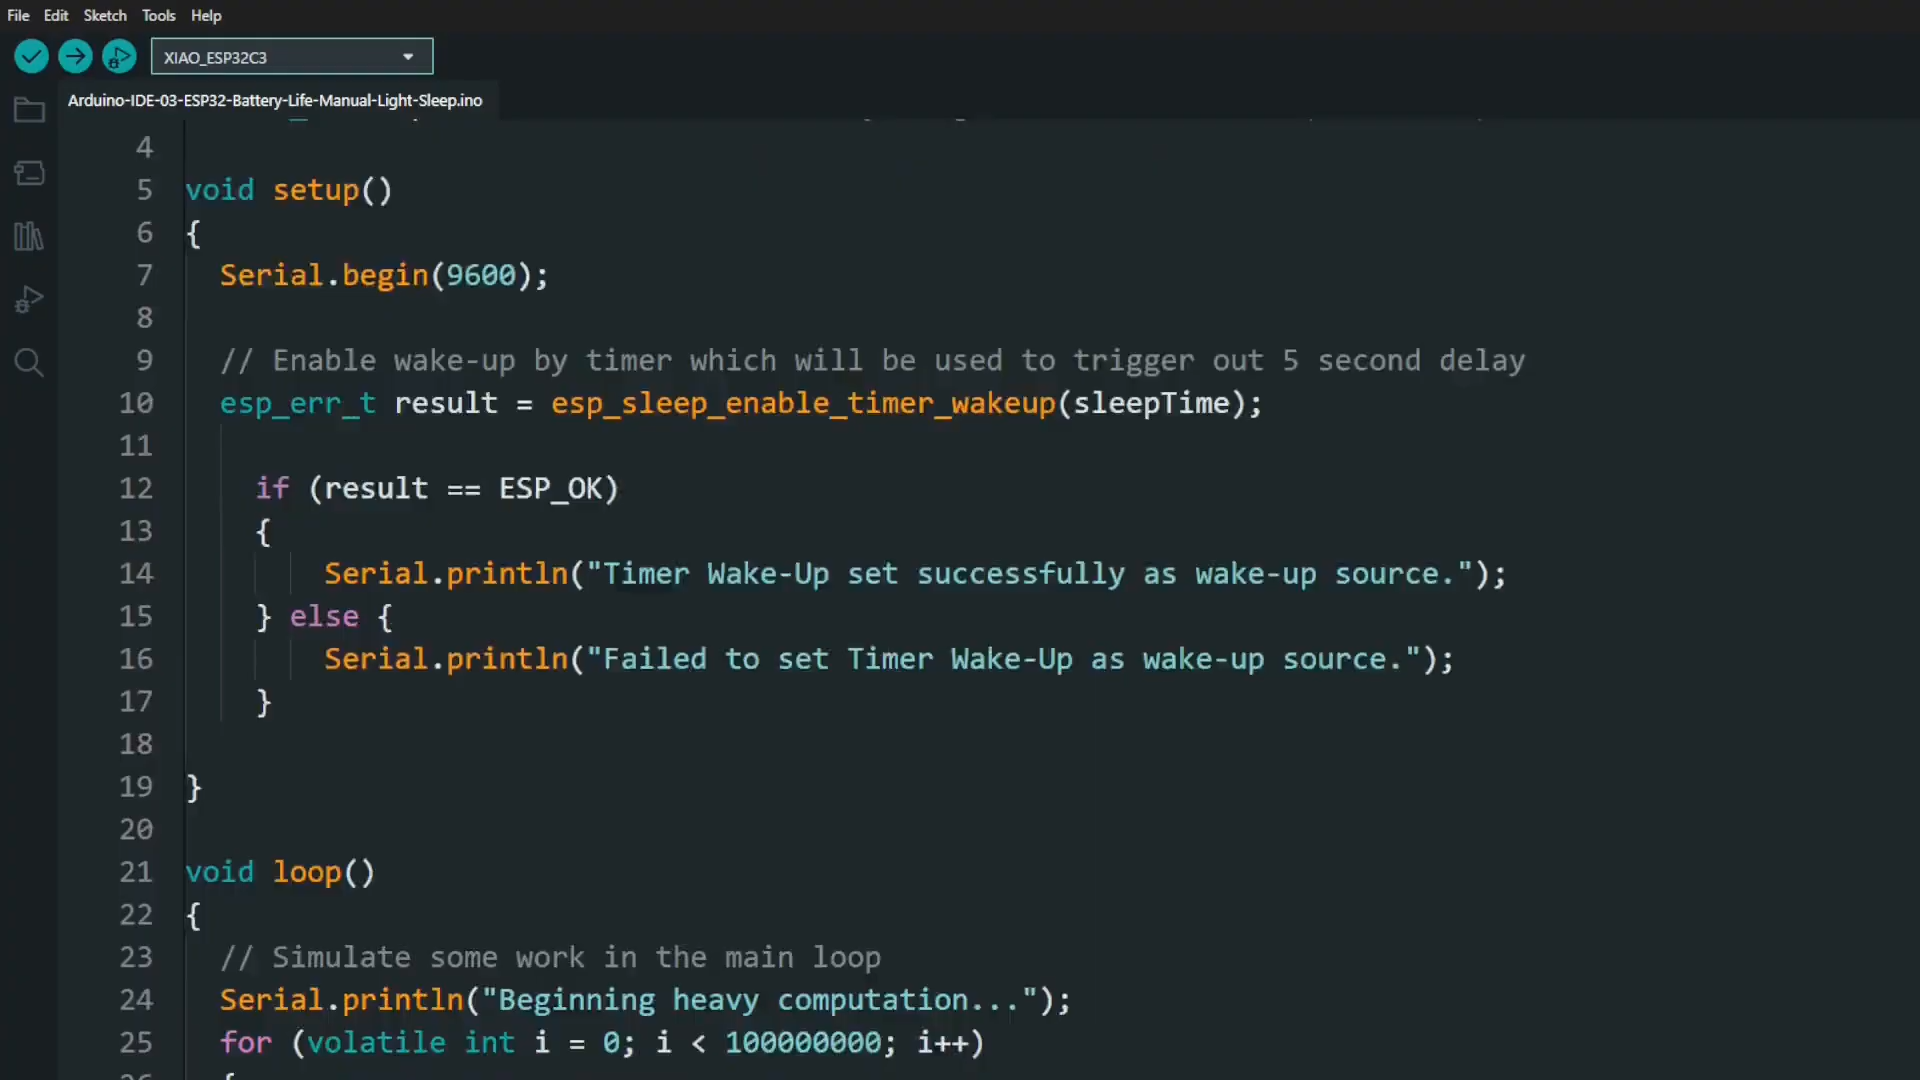 File Edit Sketch Tools Help
XIAO_ESP32C3
Arduino-IDE-03-ESP32-Battery-Life-Manual-Light-Sleep.ino
4
5 void setup()
6 {
7 Serial.begin(9600);
8
9 // Enable wake-up by timer which will be used to trigger out 5 second delay
10 esp_err_t result = esp_sleep_enable_timer_wakeup(sleepTime);
11
12 if (result == ESP_OK)
13 {
14 Serial.println("Timer Wake-Up set successfully as wake-up source.");
15 } else {
16 Serial.println("Failed to set Timer Wake-Up as wake-up source.");
17 }
18
19 }
20
21 void loop()
22 {
23 // Simulate some work in the main loop
24 Serial.println("Beginning heavy computation...");
25 for (volatile int i = 0; i < 100000000; i++)